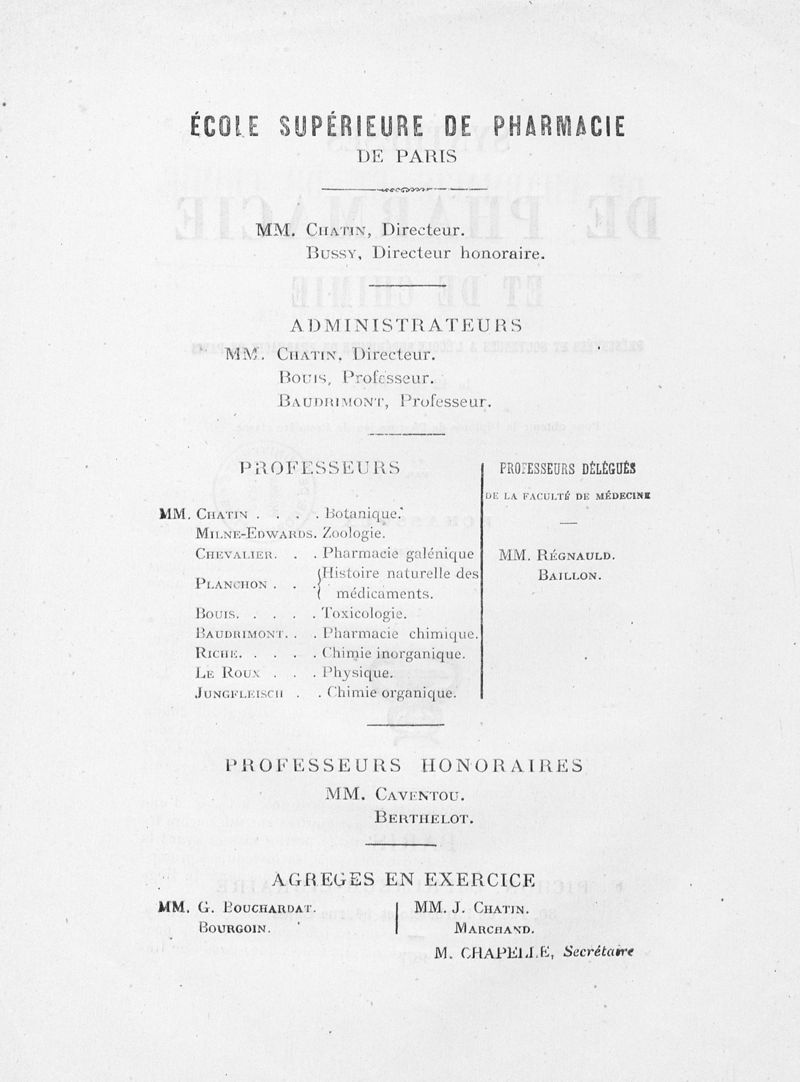 ÉCOLE SUPÉRIEURE DE PHARMACIE
DE PARIS
MM. CHATIN, Directeur.
BUSSY, Directeur honoraire.
ADMINISTRATEURS
MM. CHATIN, Directeur.
BOUIS, Professeur.
BAUDRIMONT, Professeur.
PROFESSEURS
MM. CHATIN . . . . Botanique.
MILNE-EDWARDS. Zoologie.
CHEVALIER. . . Pharmacie galénique
PLANCHON . . . { Histoire naturelle des
médicaments.
BOUIS. . . . . Toxicologie.
BAUDRIMONT. . . Pharmacie chimique.
RICHE. . . . . Chimie inorganique.
LE ROUX . . . Physique.
JUNGFLEISCH . . Chimie organique.
PROFESSEURS DÉLÉGUÉS
DE LA FACULTÉ DE MÉDECINE
MM. RÉGNAULD.
BAILLON.
PROFESSEURS HONORAIRES
MM. CAVENTOU.
BERTHELOT.
AGREGES EN EXERCICE
MM. G. BOUCHARDAT.
BOURGOIN.
MM. J. CHATIN.
MARCHAND.
M. CHAPELLE, Secrétaire